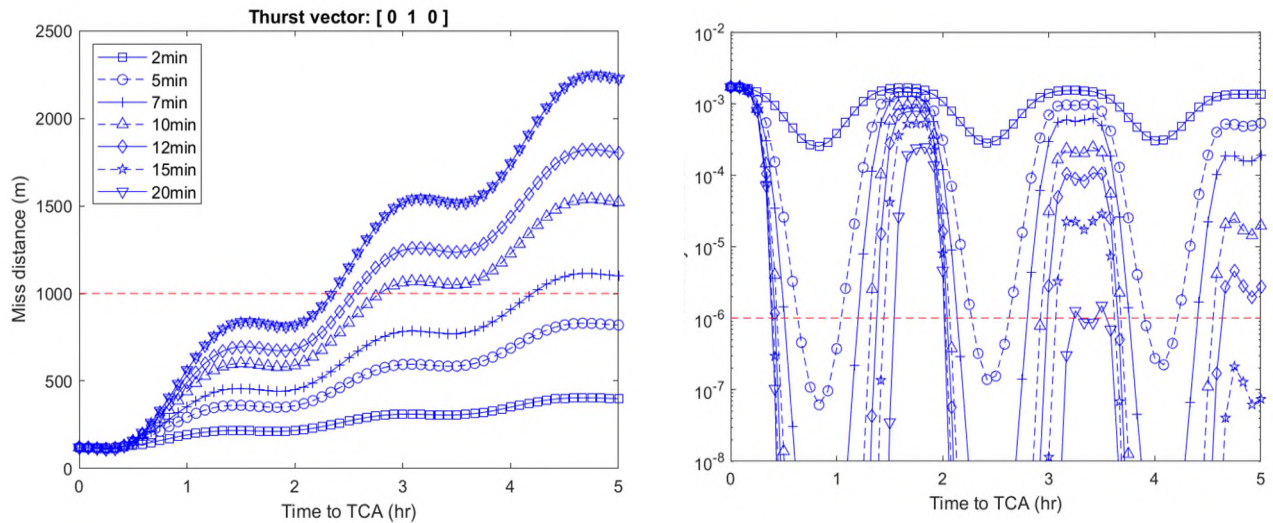 Thurst vector: [ 0 1 0 ]
2500
2000
1500
1000
500
0
Miss distance (m)
2min
5min
7min
10min
12min
15min
20min
0
1
2
3
4
5
Time to TCA (hr)
10-2
10-3
10-4
10-5
10-6
10-7
10-8
0
1
2
3
4
5
Time to TCA (hr)